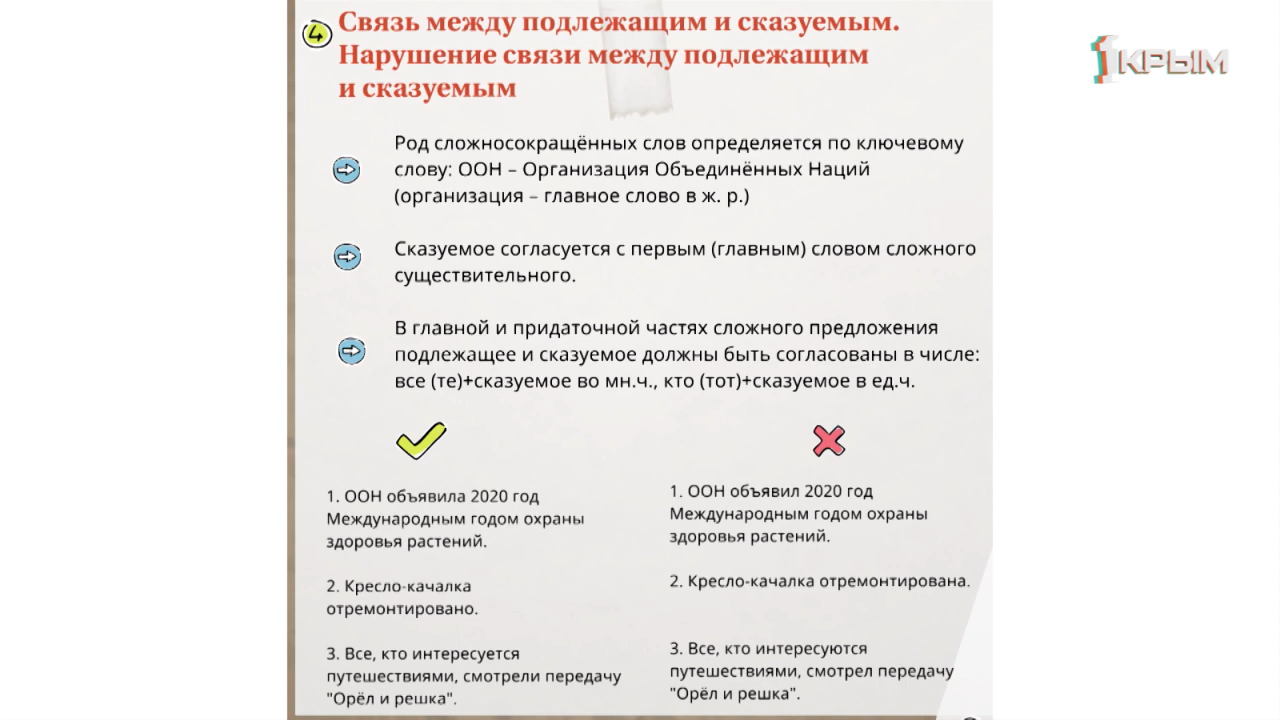 Связь между подлежащим и сказуемым.
Нарушение связи между подлежащим
и сказуемым
1КРЫМ
Род сложносокращённых слов определяется по ключевому
слову: ООН – Организация Объединённых Наций
(организация – главное слово в ж. р.)
Сказуемое согласуется с первым (главным) словом сложного
существительного.
В главной и придаточной частях сложного предложения
подлежащее и сказуемое должны быть согласованы в числе:
все (те)+сказуемое во мн.ч., кто (тот)+сказуемое в ед.ч.
1. ООН объявила 2020 год
Международным годом охраны
здоровья растений.
2. Кресло-качалка
отремонтировано.
3. Все, кто интересуется
путешествиями, смотрели передачу
"Орёл и решка".
1. ООН объявил 2020 год
Международным годом охраны
здоровья растений.
2. Кресло-качалка отремонтирована.
3. Все, кто интересуются
путешествиями, смотрел передачу
"Орёл и решка".